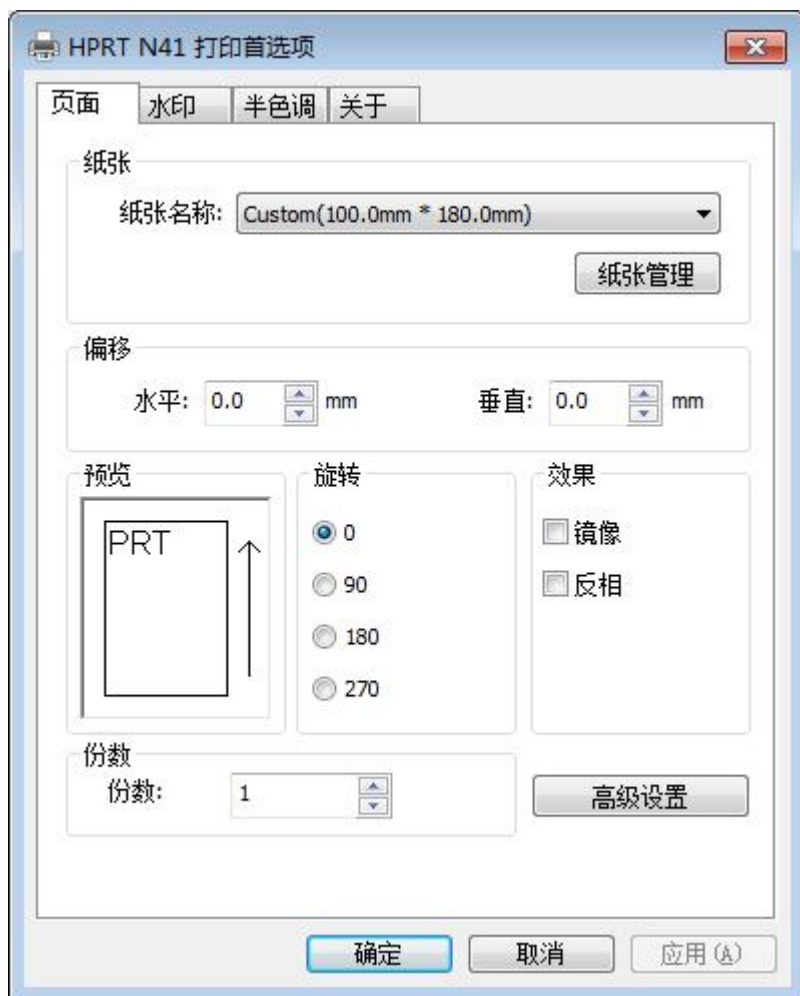 HPRT N41 打印首选项
页面 水印 半色调 关于
纸张
纸张名称: Custom(100.0mm * 180.0mm)
纸张管理
偏移
水平: 0.0 mm 垂直: 0.0 mm
预览 旋转 效果
PRT 0 镜像
90 反相
180
270
份数
份数: 1 高级设置
确定 取消 应用(A)